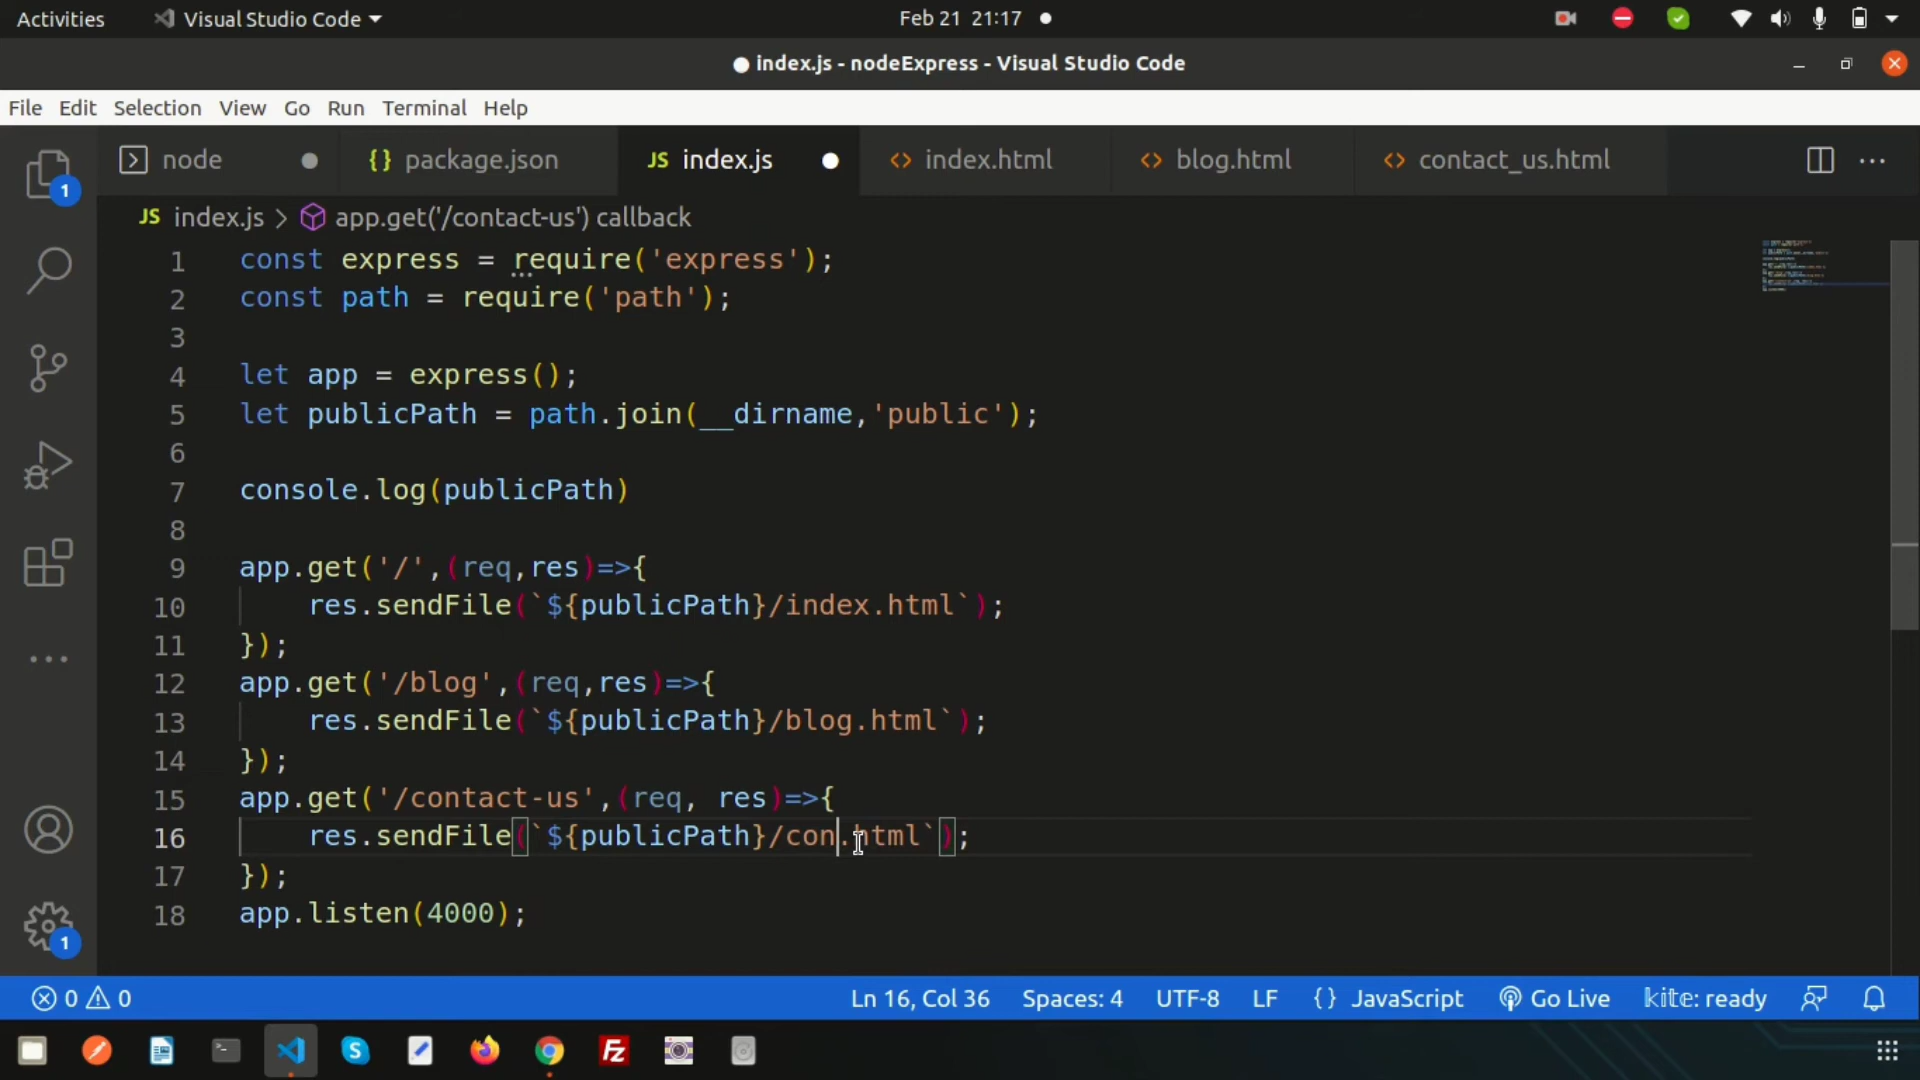 Activities Visual Studio Code Feb 21 21:17
index.js - nodeExpress - Visual Studio Code
File Edit Selection View Go Run Terminal Help
node {} package.json JS index.js <> index.html <> blog.html <> contact_us.html ...
1
JS index.js > app.get('/contact-us') callback
1 const express = require('express');
2 const path = require('path');
3
4 let app = express();
5 let publicPath = path.join(__dirname,'public');
6
7 console.log(publicPath)
8
9 app.get('/',(req,res)=>{
10 res.sendFile(`${publicPath}/index.html`);
11 });
12 app.get('/blog',(req,res)=>{
13 res.sendFile(`${publicPath}/blog.html`);
14 });
15 app.get('/contact-us',(req, res)=>{
16 res.sendFile(`${publicPath}/con.html`);
17 });
18 app.listen(4000);
1
0 0 Ln 16, Col 36 Spaces: 4 UTF-8 LF {} JavaScript Go Live kite: ready
S Fz